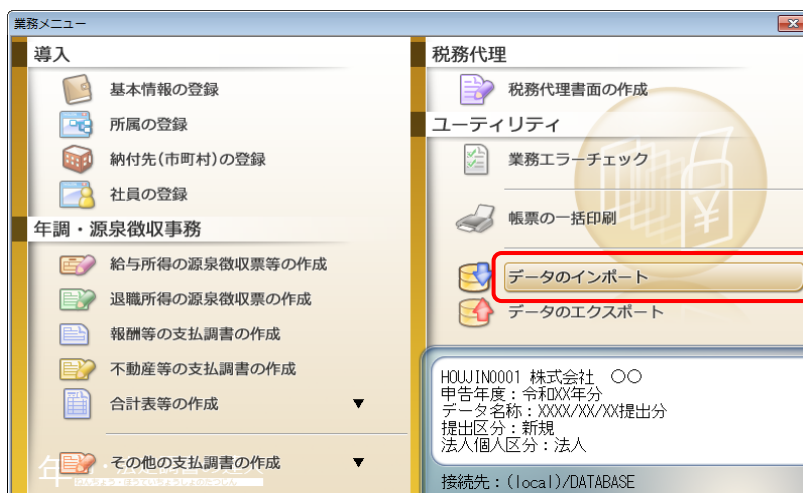 業務メニュー
導入
基本情報の登録
所属の登録
納付先(市町村)の登録
社員の登録
年調・源泉徴収事務
給与所得の源泉徴収票等の作成
退職所得の源泉徴収票の作成
報酬等の支払調書の作成
不動産等の支払調書の作成
合計表等の作成 ▼
その他の支払調書の作成 ▼
税務代理
税務代理書面の作成
ユーティリティ
業務エラーチェック
帳票の一括印刷
データのインポート
データのエクスポート
HOUJIN0001 株式会社 〇〇
申告年度:令和XX年分
データ名称:XXXX/XX/XX提出分
提出区分:新規
法人個人区分:法人
接続先:(local)/DATABASE